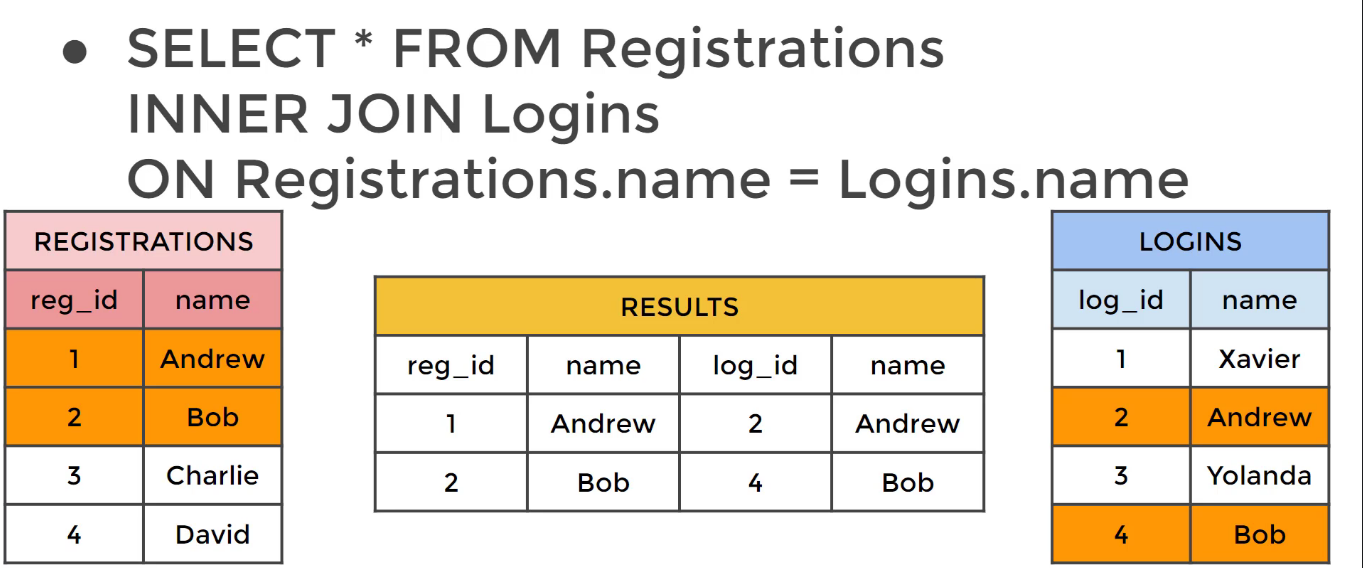 ● SELECT * FROM Registrations
INNER JOIN Logins
ON Registrations.name = Logins.name
REGISTRATIONS
reg_id name
1 Andrew
2 Bob
3 Charlie
4 David
RESULTS
reg_id name log_id name
1 Andrew 2 Andrew
2 Bob 4 Bob
LOGINS
log_id name
1 Xavier
2 Andrew
3 Yolanda
4 Bob